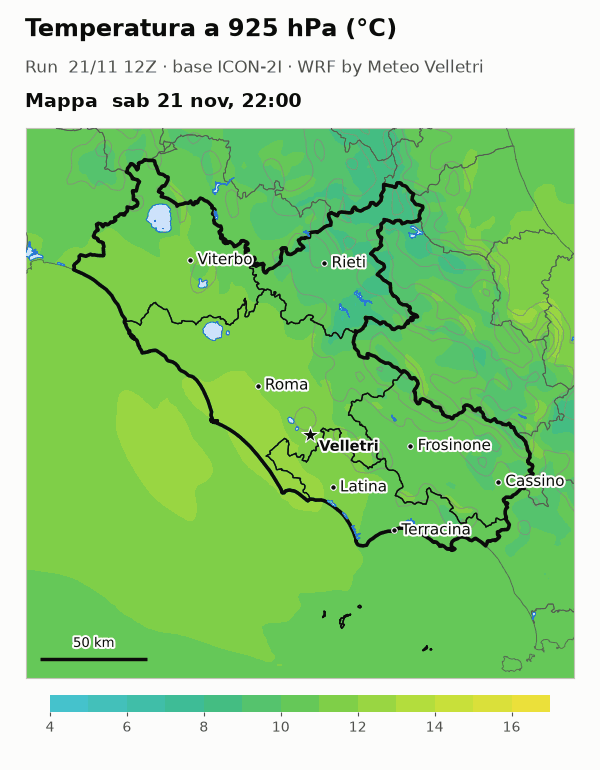 Temperatura a 925 hPa (°C)
Run  21/11 12Z · base ICON-2I · WRF by Meteo Velletri
Mappa  sab 21 nov, 22:00
Viterbo
Rieti
Roma
Velletri
Frosinone
Cassino
Latina
Terracina
50 km
4 6 8 10 12 14 16